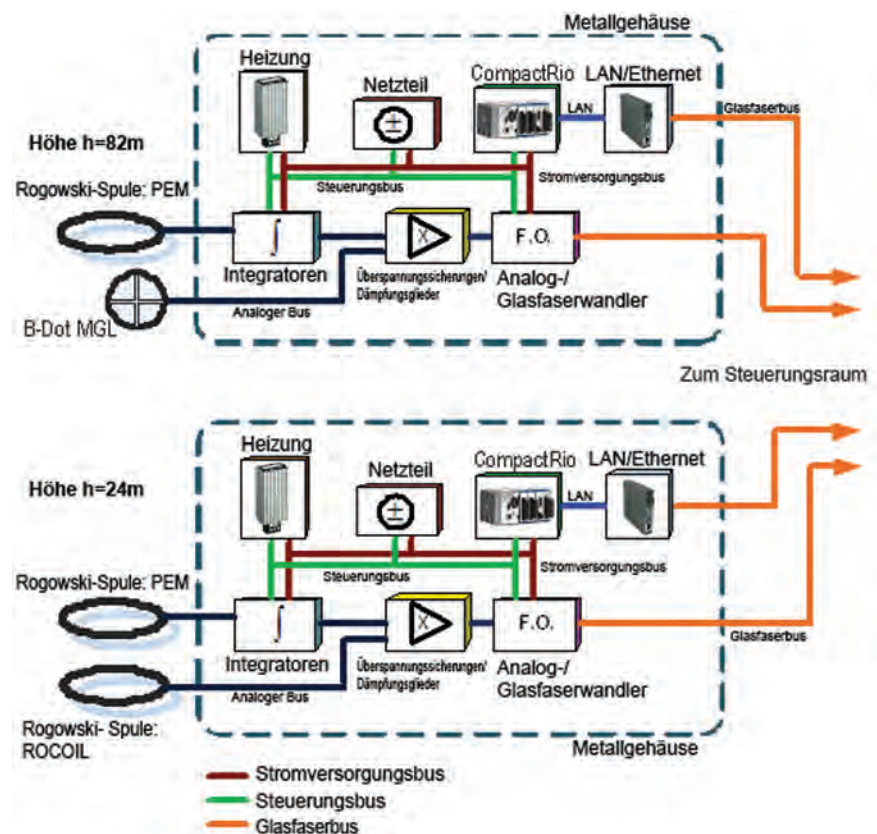 Metallgehäuse
Heizung
Netzteil
CompactRio
LAN/Ethernet
LAN
Glasfaserbus
Höhe h=82m
Steuerungsbus
Stromversorgungsbus
Rogowski-Spule: PEM
∫
X
F.O.
Integratoren
Überspannungssicherungen/
Dämpfungsglieder
Analog-/
Glasfaserwandler
Analoger Bus
B-Dot MGL
Zum Steuerungsraum
Heizung
Netzteil
CompactRio
LAN/Ethernet
LAN
Höhe h=24m
Steuerungsbus
Stromversorgungsbus
Rogowski-Spule: PEM
∫
X
F.O.
Glasfaserbus
Integratoren
Überspannungssicherungen/
Dämpfungsglieder
Analog-/
Glasfaserwandler
Analoger Bus
Rogowski- Spule:
ROCOIL
Metallgehäuse
Stromversorgungsbus
Steuerungsbus
Glasfaserbus